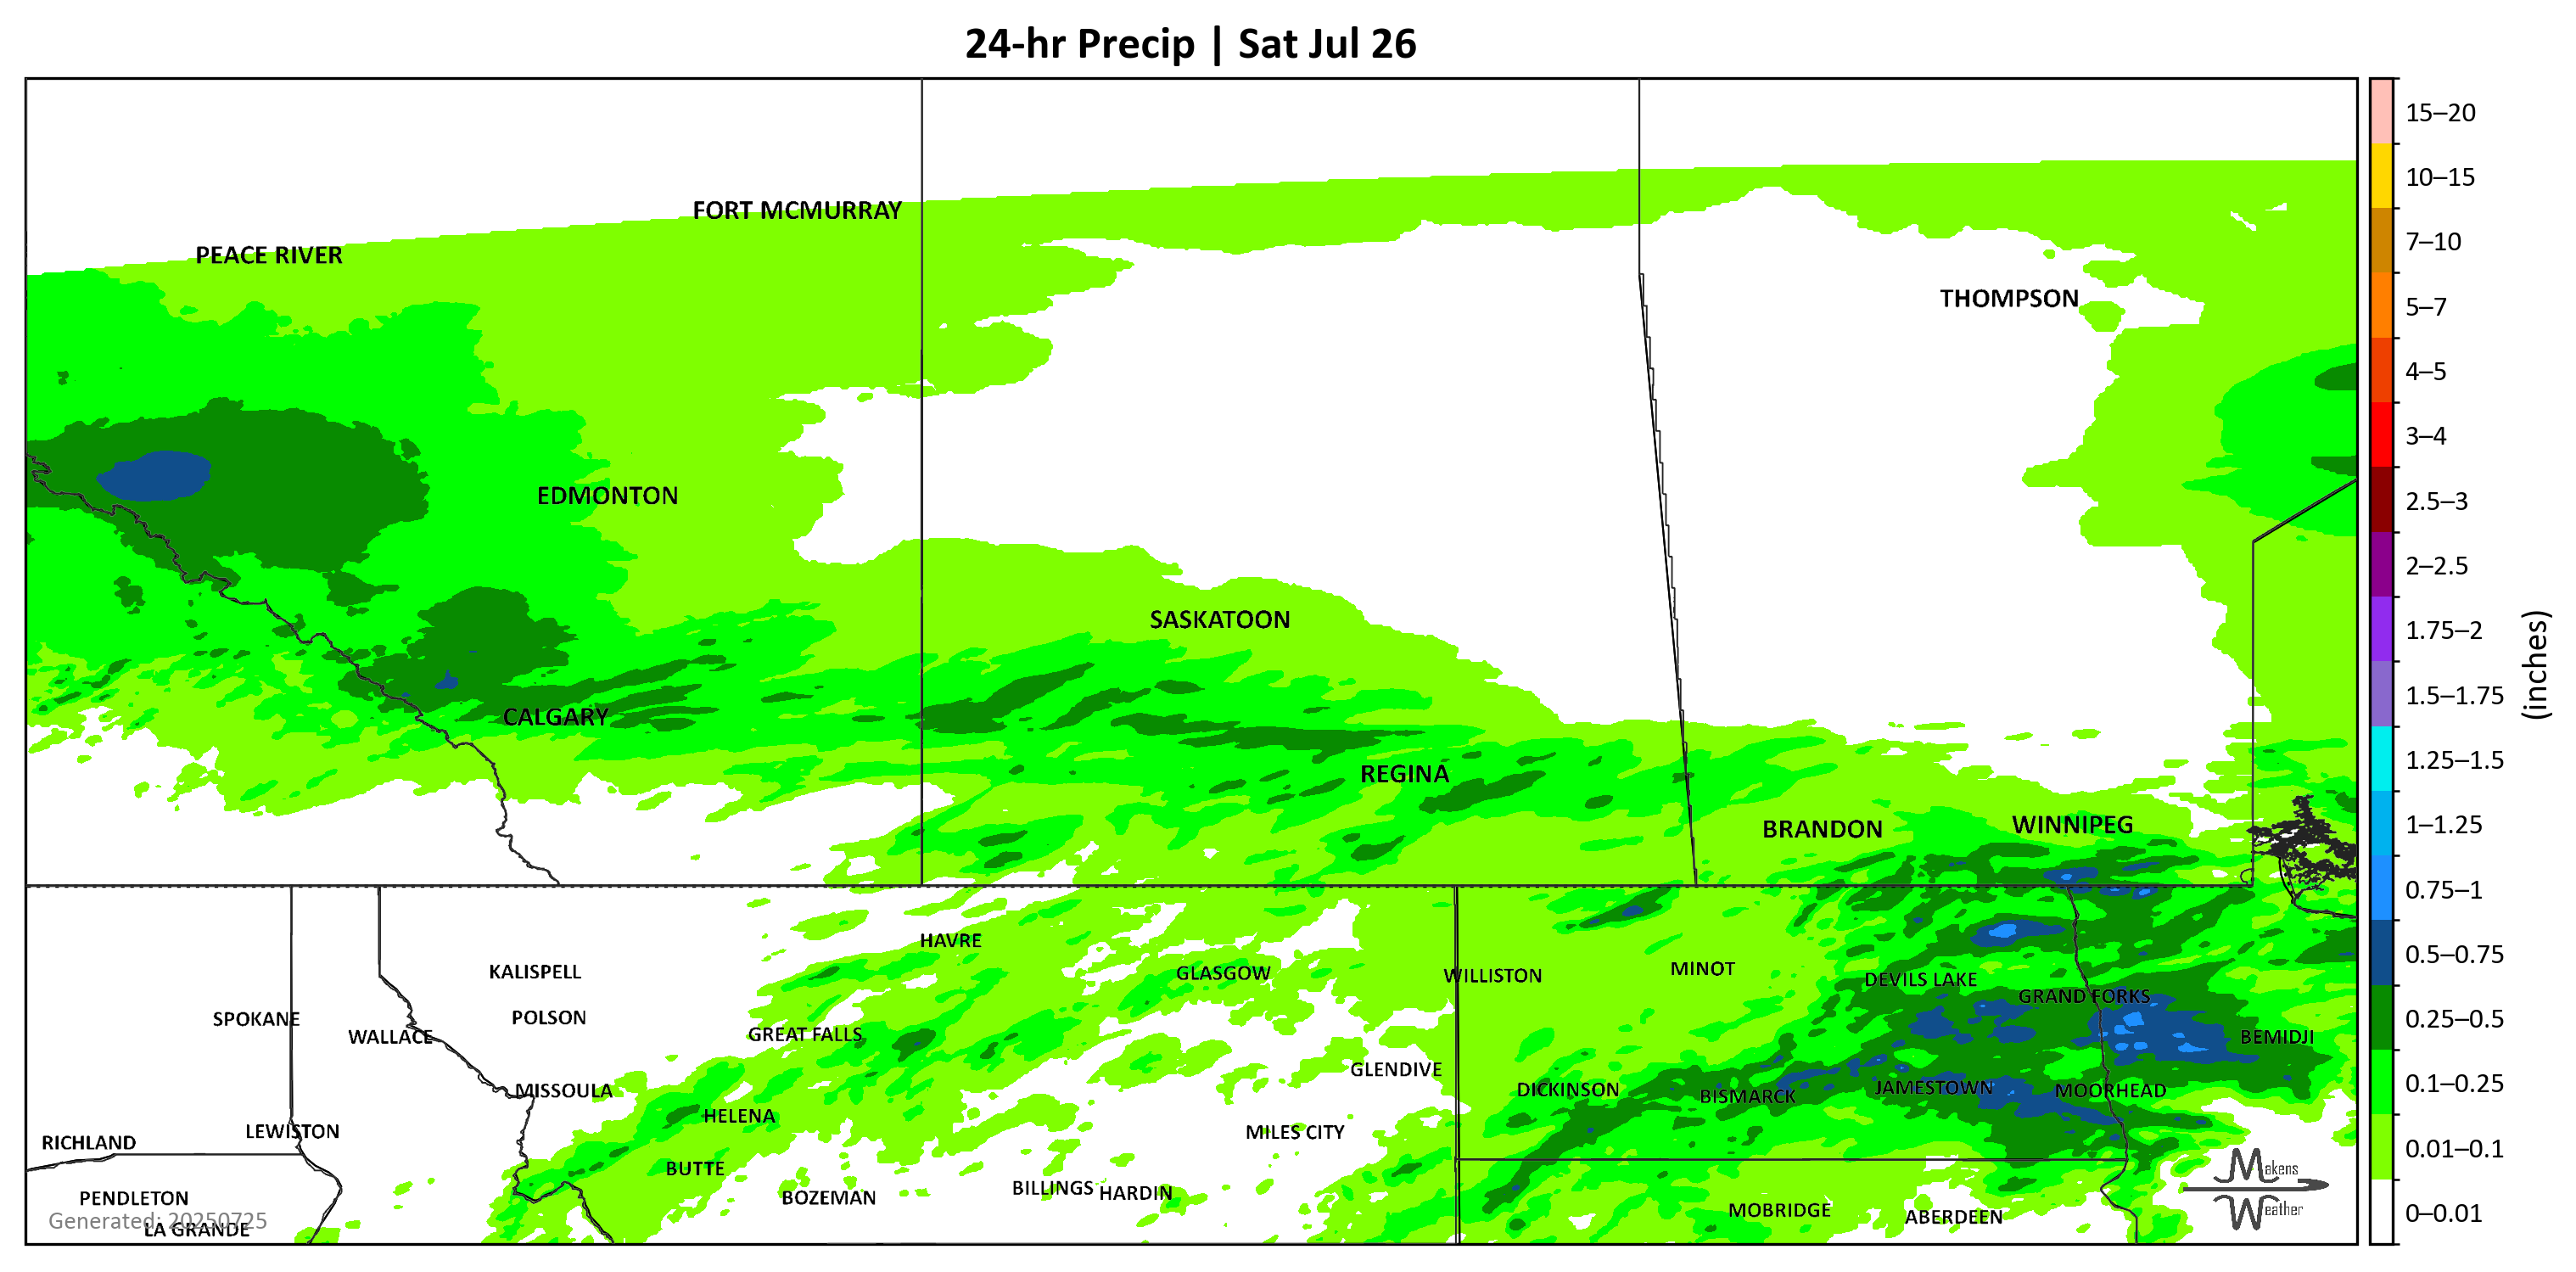 24-hr Precip | Sat Jul 26
FORT MCMURRAY
PEACE RIVER
THOMPSON
EDMONTON
SASKATOON
CALGARY
REGINA
BRANDON
WINNIPEG
HAVRE
KALISPELL
GLASGOW
WILLISTON
MINOT
DEVILS LAKE
GRAND FORKS
SPOKANE
POLSON
WALLACE
GREAT FALLS
BEMIDJI
GLENDIVE
MISSOULA
DICKINSON
BISMARCK
JAMESTOWN
MOORHEAD
HELENA
RICHLAND
LEWISTON
MILES CITY
BUTTE
PENDLETON
BOZEMAN
BILLINGS
HARDIN
MOBRIDGE
ABERDEEN
LA GRANDE
Generated: 20250725
Makens
Weather
15–20
10–15
7–10
5–7
4–5
3–4
2.5–3
2–2.5
1.75–2
1.5–1.75
1.25–1.5
1–1.25
0.75–1
0.5–0.75
0.25–0.5
0.1–0.25
0.01–0.1
0–0.01
(inches)